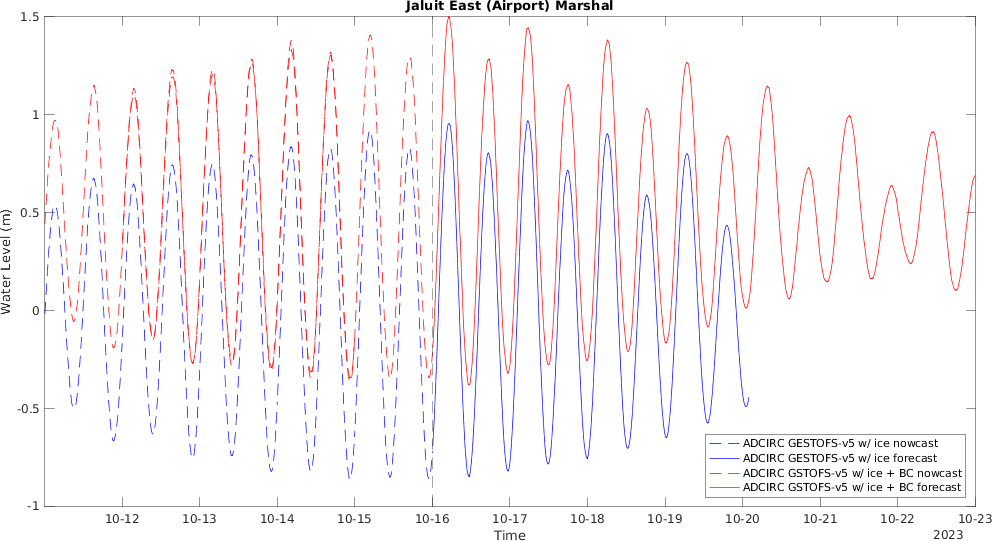 Jaluit East (Airport) Marshal
Water Level (m)
1.5
1
0.5
0
-0.5
-1
10-12
10-13
10-14
10-15
10-16
10-17
10-18
10-19
10-20
10-21
10-22
10-23
Time
2023
ADCIRC GESTOFS-v5 w/ ice nowcast
ADCIRC GESTOFS-v5 w/ ice forecast
ADCIRC GSTOFS-v5 w/ ice + BC nowcast
ADCIRC GSTOFS-v5 w/ ice + BC forecast